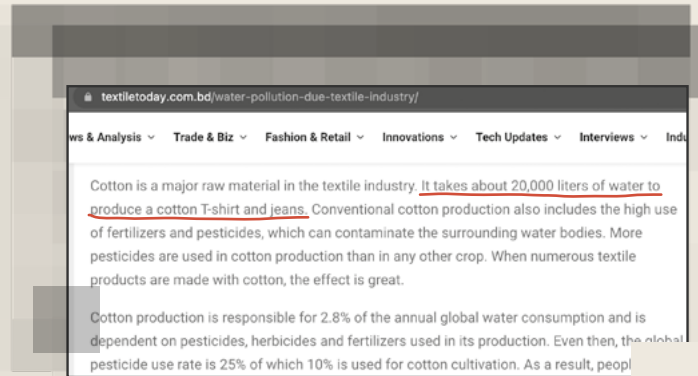 textiletoday.com.bd/water-pollution-due-textile-industry/
ws & Analysis Trade & Biz Fashion & Retail Innovations Tech Updates Interviews Indu
Cotton is a major raw material in the textile industry. It takes about 20,000 liters of water to
produce a cotton T-shirt and jeans. Conventional cotton production also includes the high use
of fertilizers and pesticides, which can contaminate the surrounding water bodies. More
pesticides are used in cotton production than in any other crop. When numerous textile
products are made with cotton, the effect is great.
Cotton production is responsible for 2.8% of the annual global water consumption and is
dependent on pesticides, herbicides and fertilizers used in its production. Even then, the global
pesticide use rate is 25% of which 10% is used for cotton cultivation. As a result, peopl